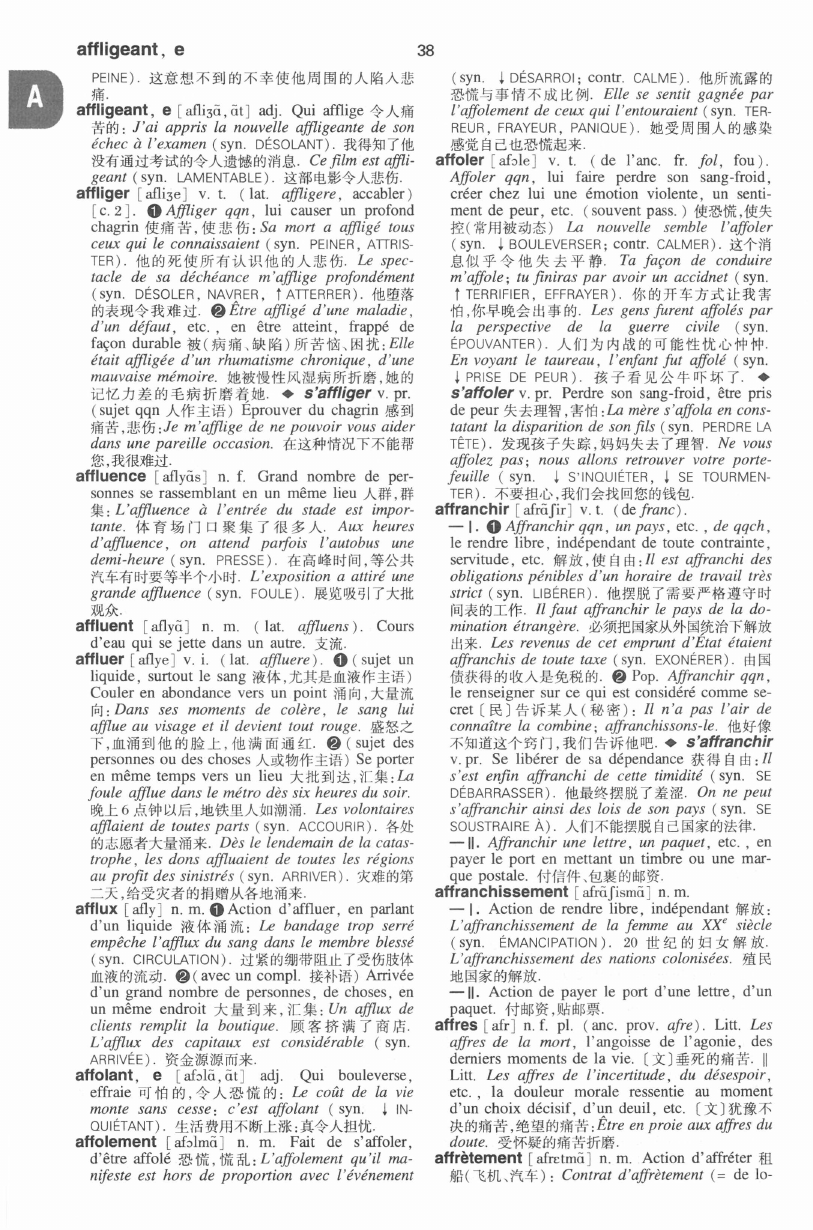 affligeant, e
38
A
PEINE). 这意想不到的不幸使他周围的人陷入悲
痛.
affligeant, e [afliʒɑ̃,ɑ̃t] adj. Qui afflige 令人痛
苦的: J'ai appris la nouvelle affligeante de son
échec à l'examen (syn. DÉSOLANT). 我得知了他
没有通过考试的令人遗憾的消息. Ce film est affli-
geant (syn. LAMENTABLE). 这部电影令人悲伤.
affliger [afliʒe] v. t. (lat. affligere, accabler)
[c. 2]. ❶ Affliger qqn, lui causer un profond
chagrin 使痛苦,使悲伤: Sa mort a affligé tous
ceux qui le connaissaient (syn. PEINER, ATTRIS-
TER). 他的死使所有认识他的人悲伤. Le spec-
tacle de sa déchéance m'afflige profondément
(syn. DÉSOLER, NAVRER, ↑ ATTERRER). 他堕落
的表现令我难过. ❷ Être affligé d'une maladie,
d'un défaut, etc., en être atteint, frappé de
façon durable 被(病痛、缺陷)所苦恼、困扰: Elle
était affligée d'un rhumatisme chronique, d'une
mauvaise mémoire. 她被慢性风湿病所折磨,她的
记忆力差的毛病折磨着她. ◆ s'affliger v. pr.
(sujet qqn 人作主语) Éprouver du chagrin 感到
痛苦,悲伤: Je m'afflige de ne pouvoir vous aider
dans une pareille occasion. 在这种情况下不能帮
您,我很难过.
affluence [aflyɑ̃s] n. f. Grand nombre de per-
sonnes se rassemblant en un même lieu 人群,群
集: L'affluence à l'entrée du stade est impor-
tante. 体育场门口聚集了很多人. Aux heures
d'affluence, on attend parfois l'autobus une
demi-heure (syn. PRESSE). 在高峰时间,等公共
汽车有时要等半个小时. L'exposition a attiré une
grande affluence (syn. FOULE). 展览吸引了大批
观众.
affluent [aflyɑ̃] n. m. (lat. affluens). Cours
d'eau qui se jette dans un autre. 支流.
affluer [aflye] v. i. (lat. affluere). ❶ (sujet un
liquide, surtout le sang 液体,尤其是血液作主语)
Couler en abondance vers un point 涌向,大量流
向: Dans ses moments de colère, le sang lui
afflue au visage et il devient tout rouge. 盛怒之
下,血涌到他的脸上,他满面通红. ❷ (sujet des
personnes ou des choses 人或物作主语) Se porter
en même temps vers un lieu 大批到达,汇集: La
foule afflue dans le métro dès six heures du soir.
晚上 6 点钟以后,地铁里人如潮涌. Les volontaires
afflaient de toutes parts (syn. ACCOURIR). 各处
的志愿者大量涌来. Dès le lendemain de la catas-
trophe, les dons affluaient de toutes les régions
au profit des sinistrés (syn. ARRIVER). 灾难的第
二天,给受灾者的捐赠从各地涌来.
afflux [afly] n. m. ❶ Action d'affluer, en parlant
d'un liquide 液体涌流: Le bandage trop serré
empêche l'afflux du sang dans le membre blessé
(syn. CIRCULATION). 过紧的绷带阻止了受伤肢体
血液的流动. ❷ (avec un compl. 接补语) Arrivée
d'un grand nombre de personnes, de choses, en
un même endroit 大量到来,汇集: Un afflux de
clients remplit la boutique. 顾客挤满了商店.
L'afflux des capitaux est considérable (syn.
ARRIVÉE). 资金源源而来.
affolant, e [afɔlɑ̃,ɑ̃t] adj. Qui bouleverse,
effraie 可怕的,令人恐慌的: Le coût de la vie
monte sans cesse: c'est affolant (syn. ↓ IN-
QUIÉTANT). 生活费用不断上涨:真令人担忧.
affolement [afɔlmɑ̃] n. m. Fait de s'affoler,
d'être affolé 恐慌,慌乱: L'affolement qu'il ma-
nifeste est hors de proportion avec l'événement
(syn. ↓ DÉSARROI; contr. CALME). 他所流露的
恐慌与事情不成比例. Elle se sentit gagnée par
l'affolement de ceux qui l'entouraient (syn. TER-
REUR, FRAYEUR, PANIQUE). 她受周围人的感染
感觉自己也恐慌起来.
affoler [afɔle] v. t. (de l'anc. fr. fol, fou).
Affoler qqn, lui faire perdre son sang-froid,
créer chez lui une émotion violente, un senti-
ment de peur, etc. (souvent pass.) 使恐慌,使失
控(常用被动) La nouvelle semble l'affoler
(syn. ↓ BOULEVERSER; contr. CALMER). 这个消
息似乎令他失去平静. Ta façon de conduire
m'affole; tu finiras par avoir un accidnet (syn.
↑ TERRIFIER, EFFRAYER). 你的开车方式让我害
怕,你早晚会出事的. Les gens furent affolés par
la perspective de la guerre civile (syn.
ÉPOUVANTER). 人们为内战的可能性忧心忡忡.
En voyant le taureau, l'enfant fut affolé (syn.
↓ PRISE DE PEUR). 孩子看见公牛吓坏了. ◆
s'affoler v. pr. Perdre son sang-froid, être pris
de peur 失去理智,害怕: La mère s'affola en cons-
tatant la disparition de son fils (syn. PERDRE LA
TÊTE). 发现孩子失踪,妈妈失去了理智. Ne vous
affolez pas; nous allons retrouver votre porte-
feuille (syn. ↓ S'INQUIÉTER, ↓ SE TOURMEN-
TER). 不要担心,我们会找回您的钱包.
affranchir [afrɑ̃ʃir] v. t. (de franc).
— I. ❶ Affranchir qqn, un pays, etc., de qqch,
le rendre libre, indépendant de toute contrainte,
servitude, etc. 解放,使自由: Il est affranchi des
obligations pénibles d'un horaire de travail très
strict (syn. LIBÉRER). 他摆脱了需要严格遵守时
间表的工作. Il faut affranchir le pays de la do-
mination étrangère. 必须把国家从外国统治下解放
出来. Les revenus de cet emprunt d'État étaient
affranchis de toute taxe (syn. EXONÉRER). 由国
债获得的收入是免税的. ❷ Pop. Affranchir qqn,
le renseigner sur ce qui est considéré comme se-
cret〔民〕告诉某人(秘密): Il n'a pas l'air de
connaître la combine; affranchissons-le. 他好像
不知道这个窍门,我们告诉他吧. ◆ s'affranchir
v. pr. Se libérer de sa dépendance 获得自由: Il
s'est enfin affranchi de cette timidité (syn. SE
DÉBARRASSER). 他最终摆脱了羞涩. On ne peut
s'affranchir ainsi des lois de son pays (syn. SE
SOUSTRAIRE À). 人们不能摆脱自己国家的法律.
— II. Affranchir une lettre, un paquet, etc., en
payer le port en mettant un timbre ou une mar-
que postale. 付信件、包裹的邮资.
affranchissement [afrɑ̃ʃismɑ̃] n. m.
— I. Action de rendre libre, indépendant 解放:
L'affranchissement de la femme au XXe siècle
(syn. ÉMANCIPATION). 20 世纪的妇女解放.
L'affranchissement des nations colonisées. 殖民
地国家的解放.
— II. Action de payer le port d'une lettre, d'un
paquet. 付邮资,贴邮票.
affres [afr] n. f. pl. (anc. prov. afre). Litt. Les
affres de la mort, l'angoisse de l'agonie, des
derniers moments de la vie.〔文〕垂死的痛苦. ‖
Litt. Les affres de l'incertitude, du désespoir,
etc., la douleur morale ressentie au moment
d'un choix décisif, d'un deuil, etc.〔文〕犹豫不
决的痛苦,绝望的痛苦: Être en proie aux affres du
doute. 受怀疑的痛苦折磨.
affrètement [afrɛtmɑ̃] n. m. Action d'affréter 租
船(飞机、汽车): Contrat d'affrètement (= de lo-